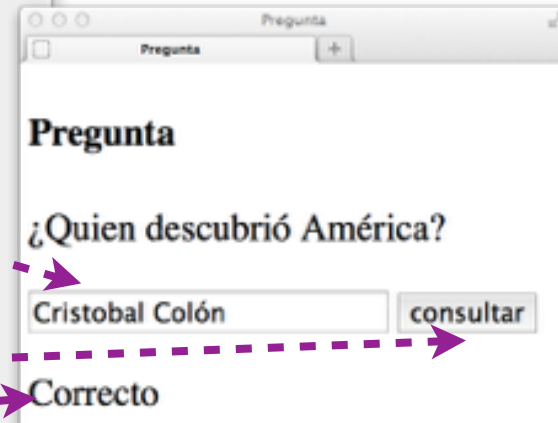 Pregunta
Pregunta +
Pregunta
¿Quien descubrió América?
Cristobal Colón consultar
Correcto